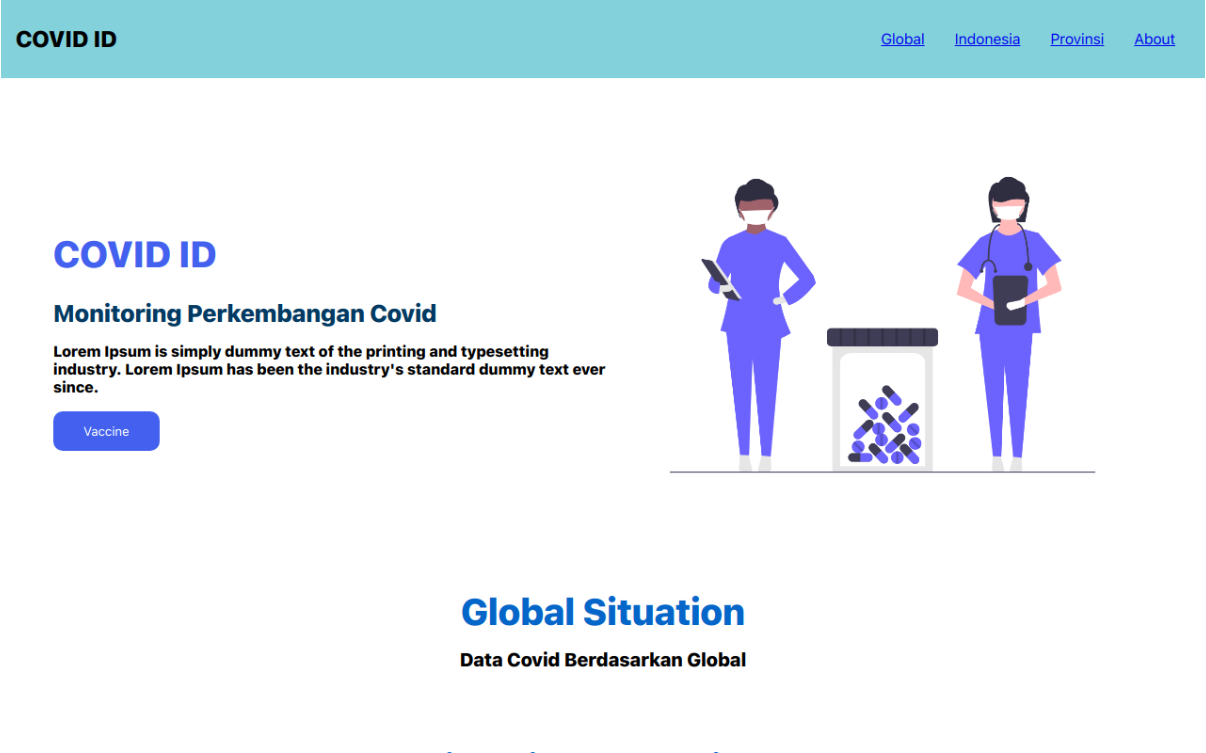 COVID ID
Global Indonesia Provinsi About
COVID ID
Monitoring Perkembangan Covid
Lorem Ipsum is simply dummy text of the printing and typesetting
industry. Lorem Ipsum has been the industry's standard dummy text ever
since.
Vaccine
Global Situation
Data Covid Berdasarkan Global